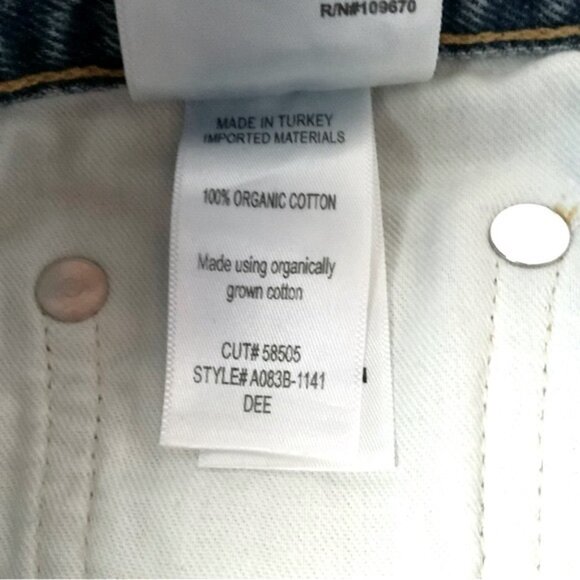 R/N#109670
MADE IN TURKEY
IMPORTED MATERIALS
100% ORGANIC COTTON
Made using organically
grown cotton
CUT# 58505
STYLE# A083B-1141
DEE